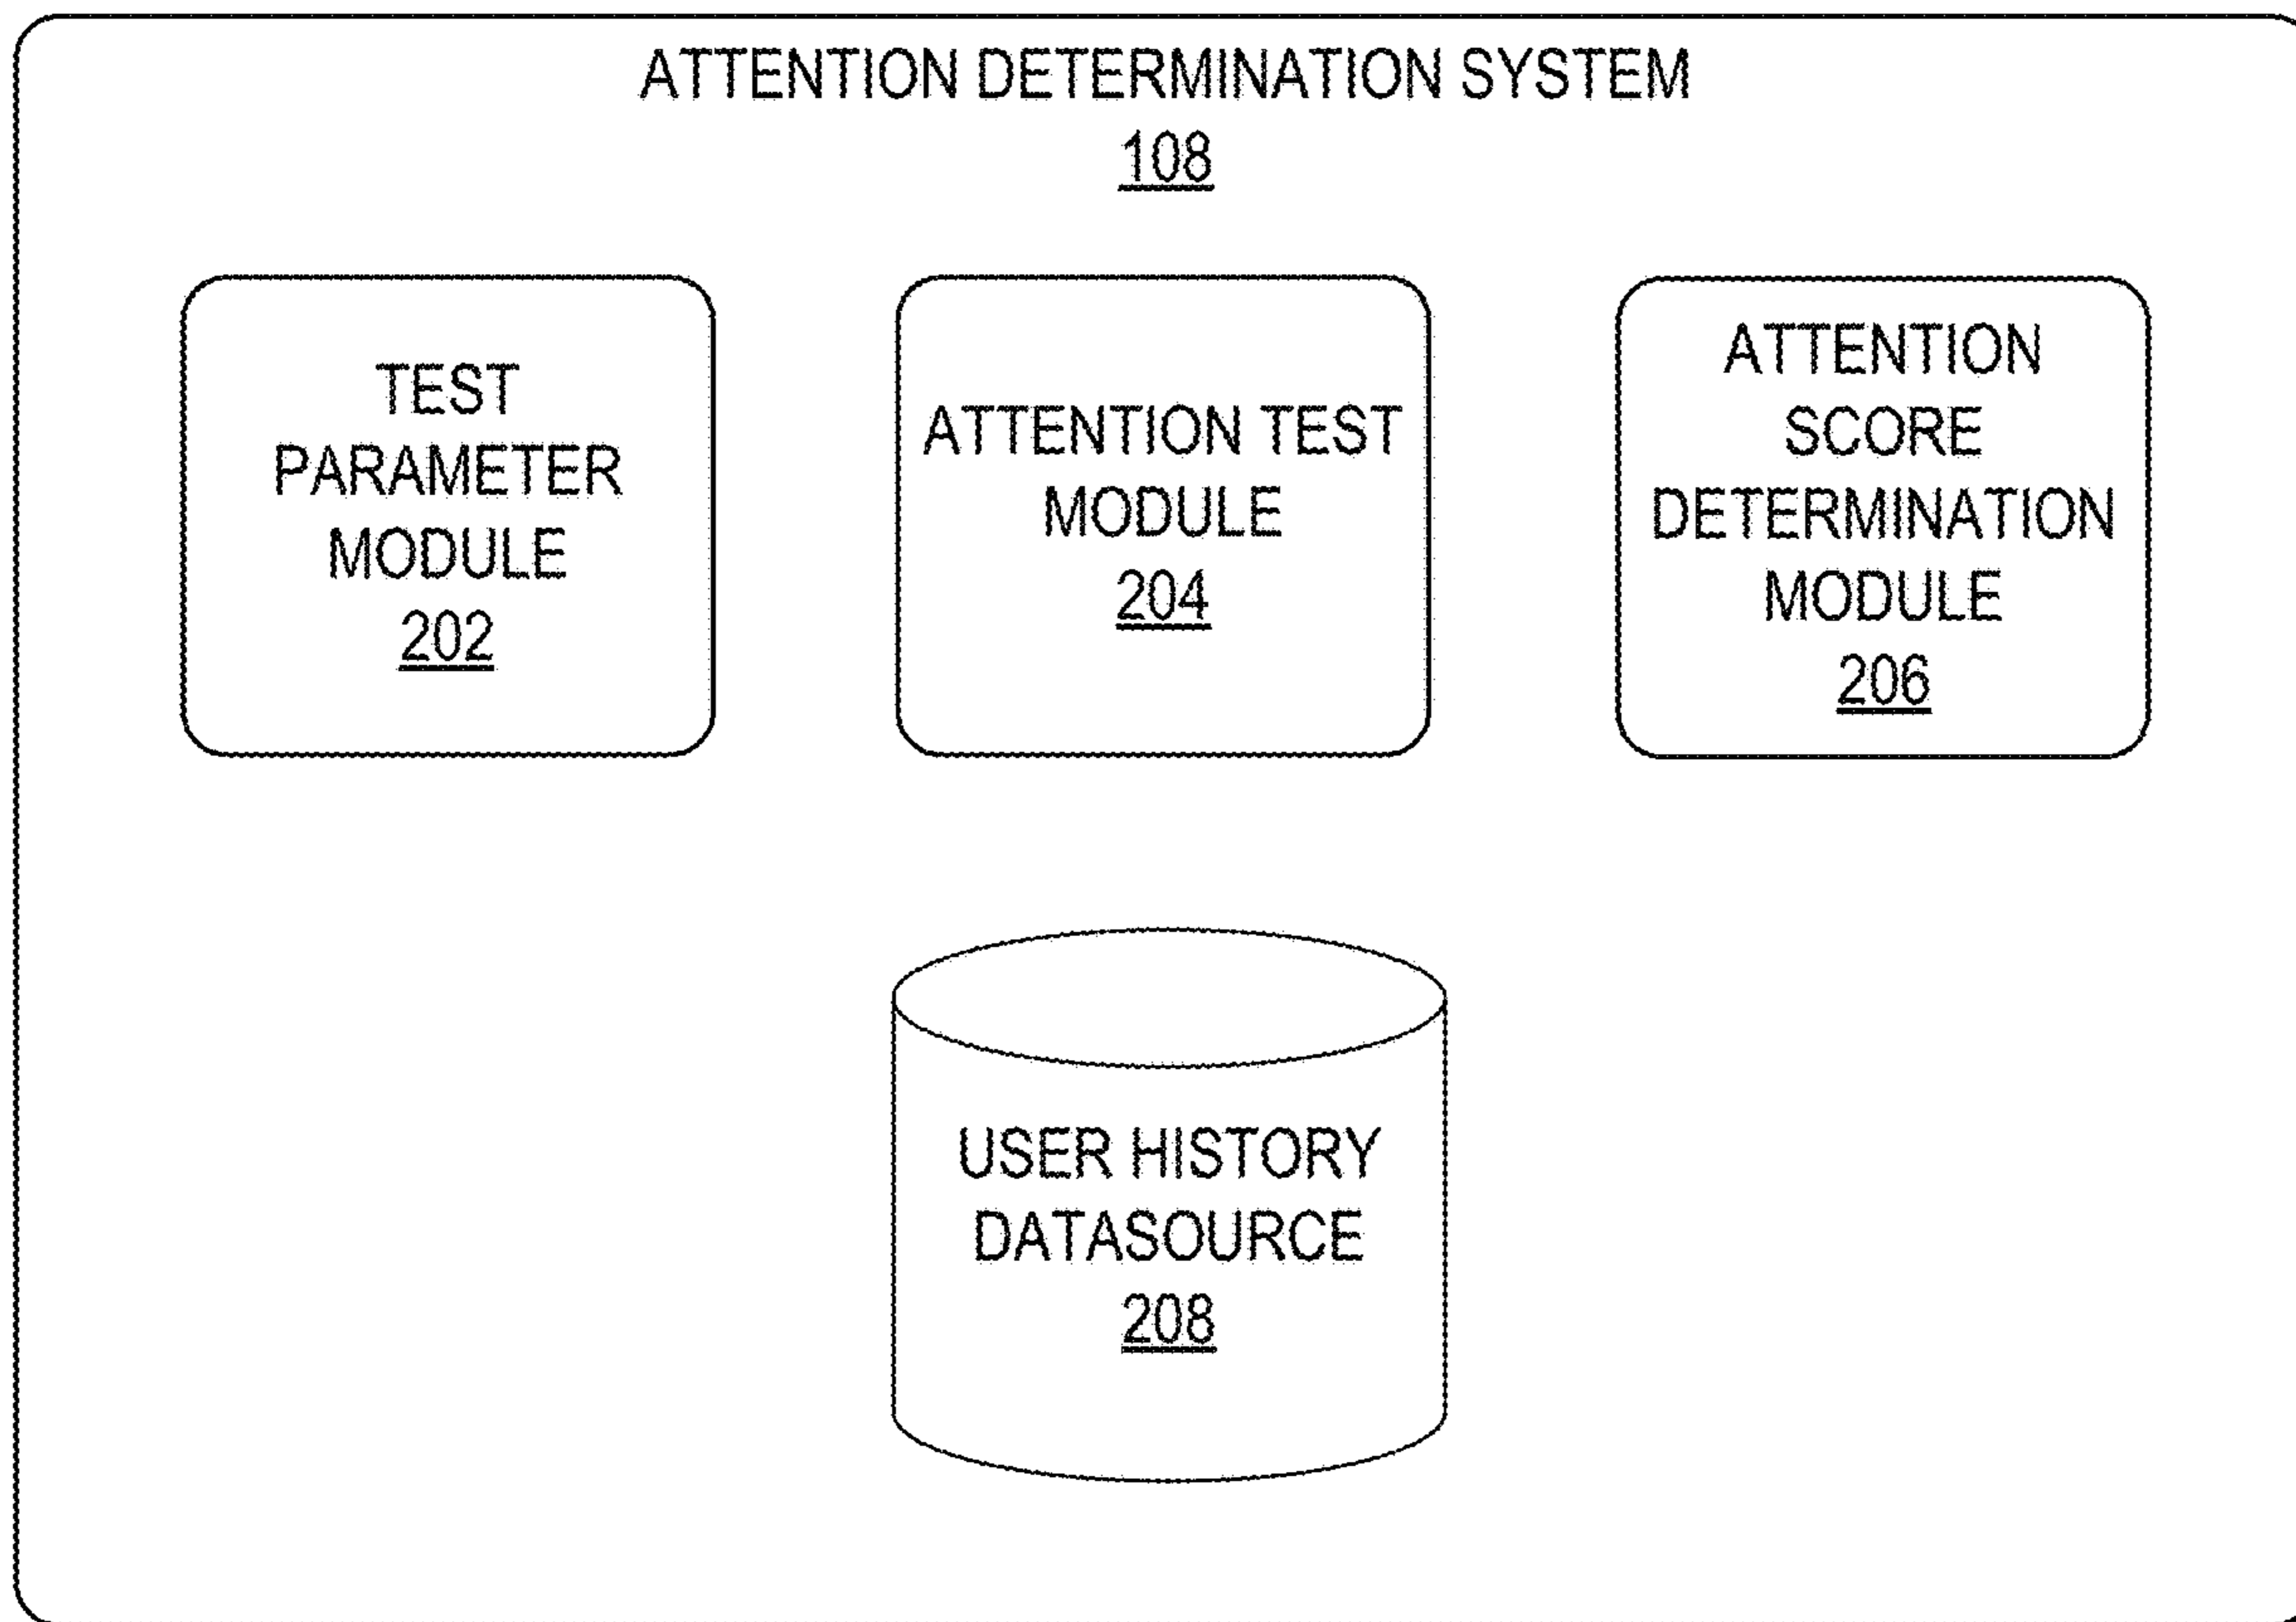 ATTENTION DETERMINATION SYSTEM
108
TEST
PARAMETER
MODULE
202
ATTENTION TEST
MODULE
204
ATTENTION
SCORE
DETERMINATION
MODULE
206
USER HISTORY
DATASOURCE
208